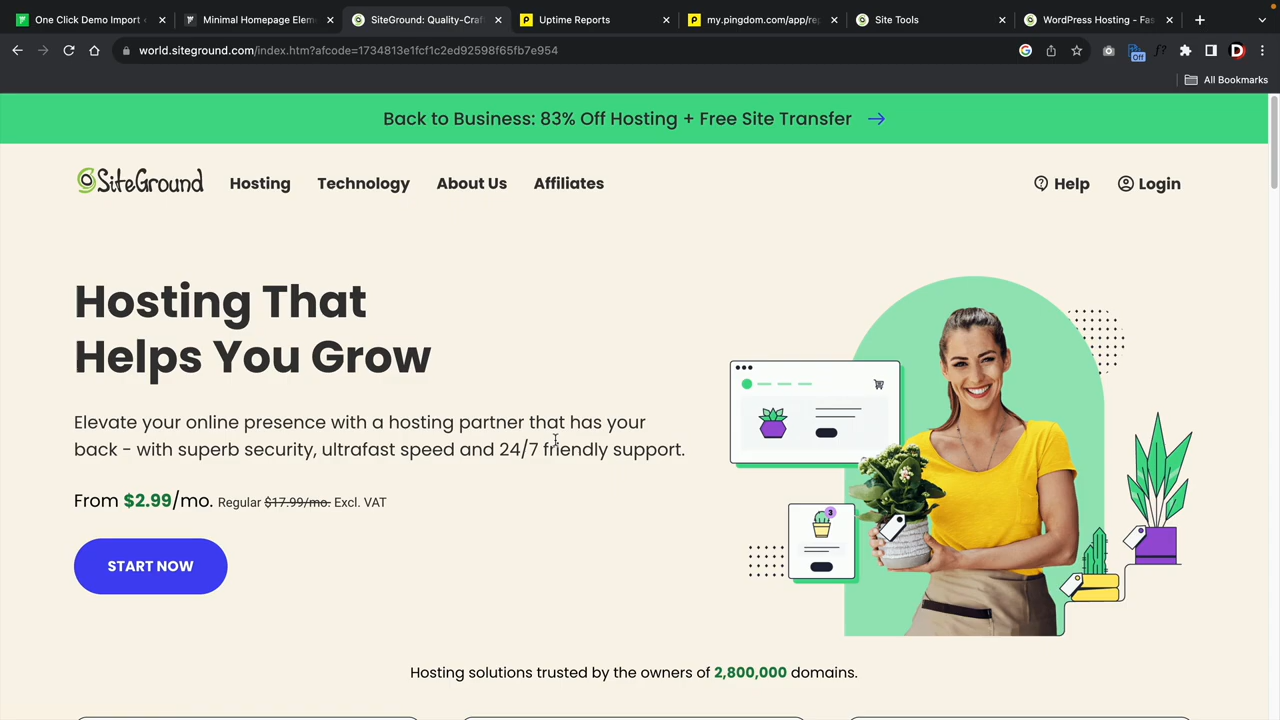 One Click Demo Import
Minimal Homepage Elem
SiteGround: Quality-Craf
Uptime Reports
my.pingdom.com/app/rep
Site Tools
WordPress Hosting - Fas
world.siteground.com/index.htm?afcode=1734813e1fcf1c2ed92598f65fb7e954
Off
f?
D
All Bookmarks
Back to Business: 83% Off Hosting + Free Site Transfer
SiteGround
Hosting
Technology
About Us
Affiliates
Help
Login
Hosting That
Helps You Grow
Elevate your online presence with a hosting partner that has your
back - with superb security, ultrafast speed and 24/7 friendly support.
From $2.99/mo. Regular $17.99/mo. Excl. VAT
START NOW
3
Hosting solutions trusted by the owners of 2,800,000 domains.